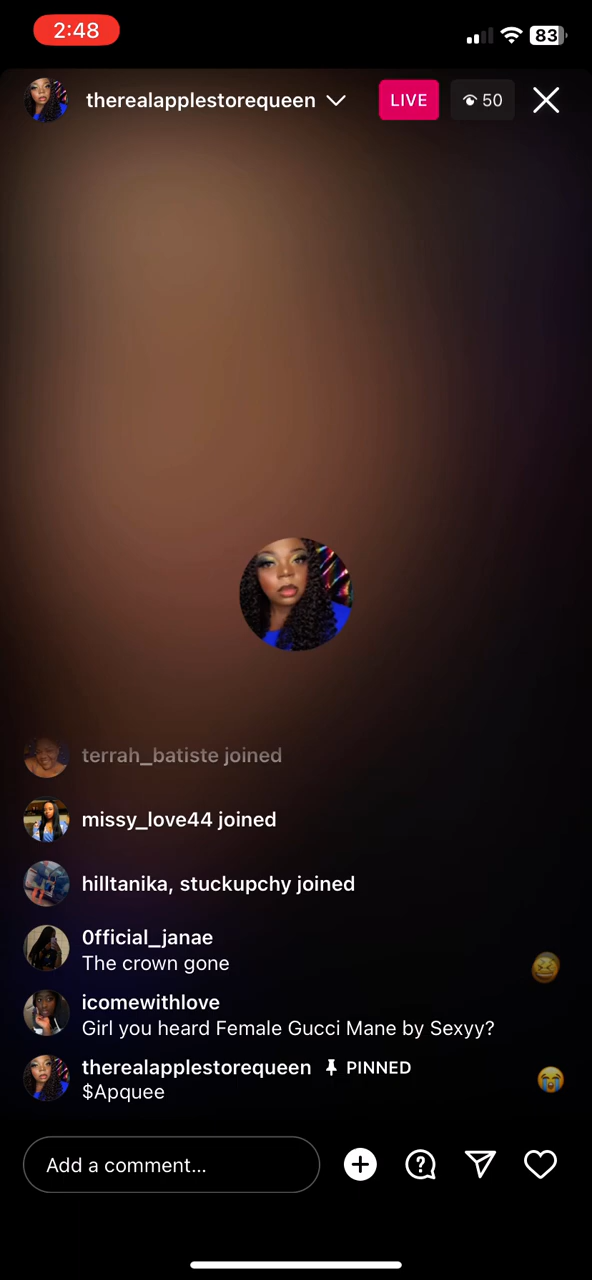 2:48
83
therealapplestorequeen
LIVE
50
terrah_batiste joined
missy_love44 joined
hilltanika, stuckupchy joined
0fficial_janae
The crown gone
icomewithlove
Girl you heard Female Gucci Mane by Sexyy?
therealapplestorequeen PINNED
$Apquee
Add a comment...